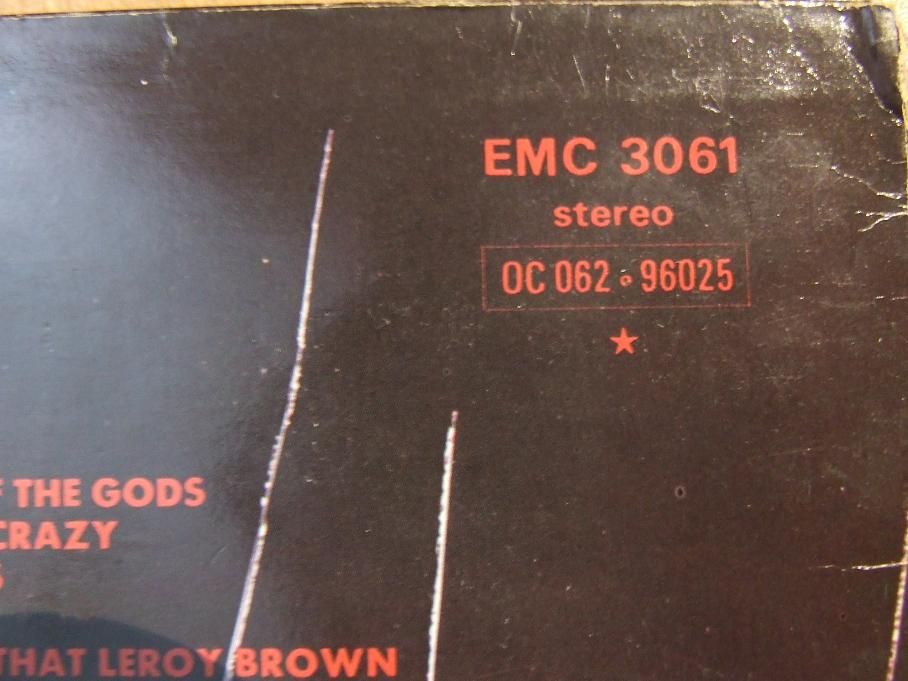 EMC 3061
stereo
OC 062 · 96025
THE GODS
CRAZY
THAT LEROY BROWN